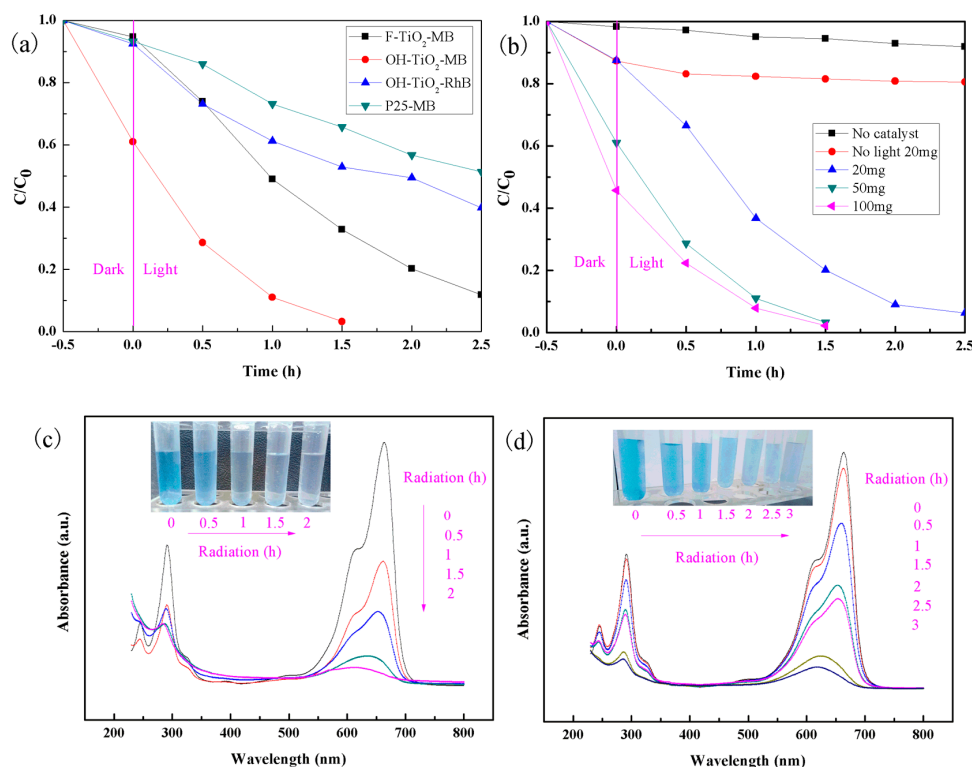 (a)
1.0
0.8
0.6
0.4
0.2
0.0
C/C₀
F-TiO₂-MB
OH-TiO₂-MB
OH-TiO₂-RhB
P25-MB
Dark
Light
-0.5 0.0 0.5 1.0 1.5 2.0 2.5
Time (h)
(b)
1.0
0.8
0.6
0.4
0.2
0.0
C/C₀
No catalyst
No light 20mg
20mg
50mg
100mg
Dark
Light
-0.5 0.0 0.5 1.0 1.5 2.0 2.5
Time (h)
(c)
Absorbance (a.u.)
0 0.5 1 1.5 2
Radiation (h)
Radiation (h)
0
0.5
1
1.5
2
200 300 400 500 600 700 800
Wavelength (nm)
(d)
Absorbance (a.u.)
0 0.5 1 1.5 2 2.5 3
Radiation (h)
Radiation (h)
0
0.5
1
1.5
2
2.5
3
200 300 400 500 600 700 800
Wavelength (nm)